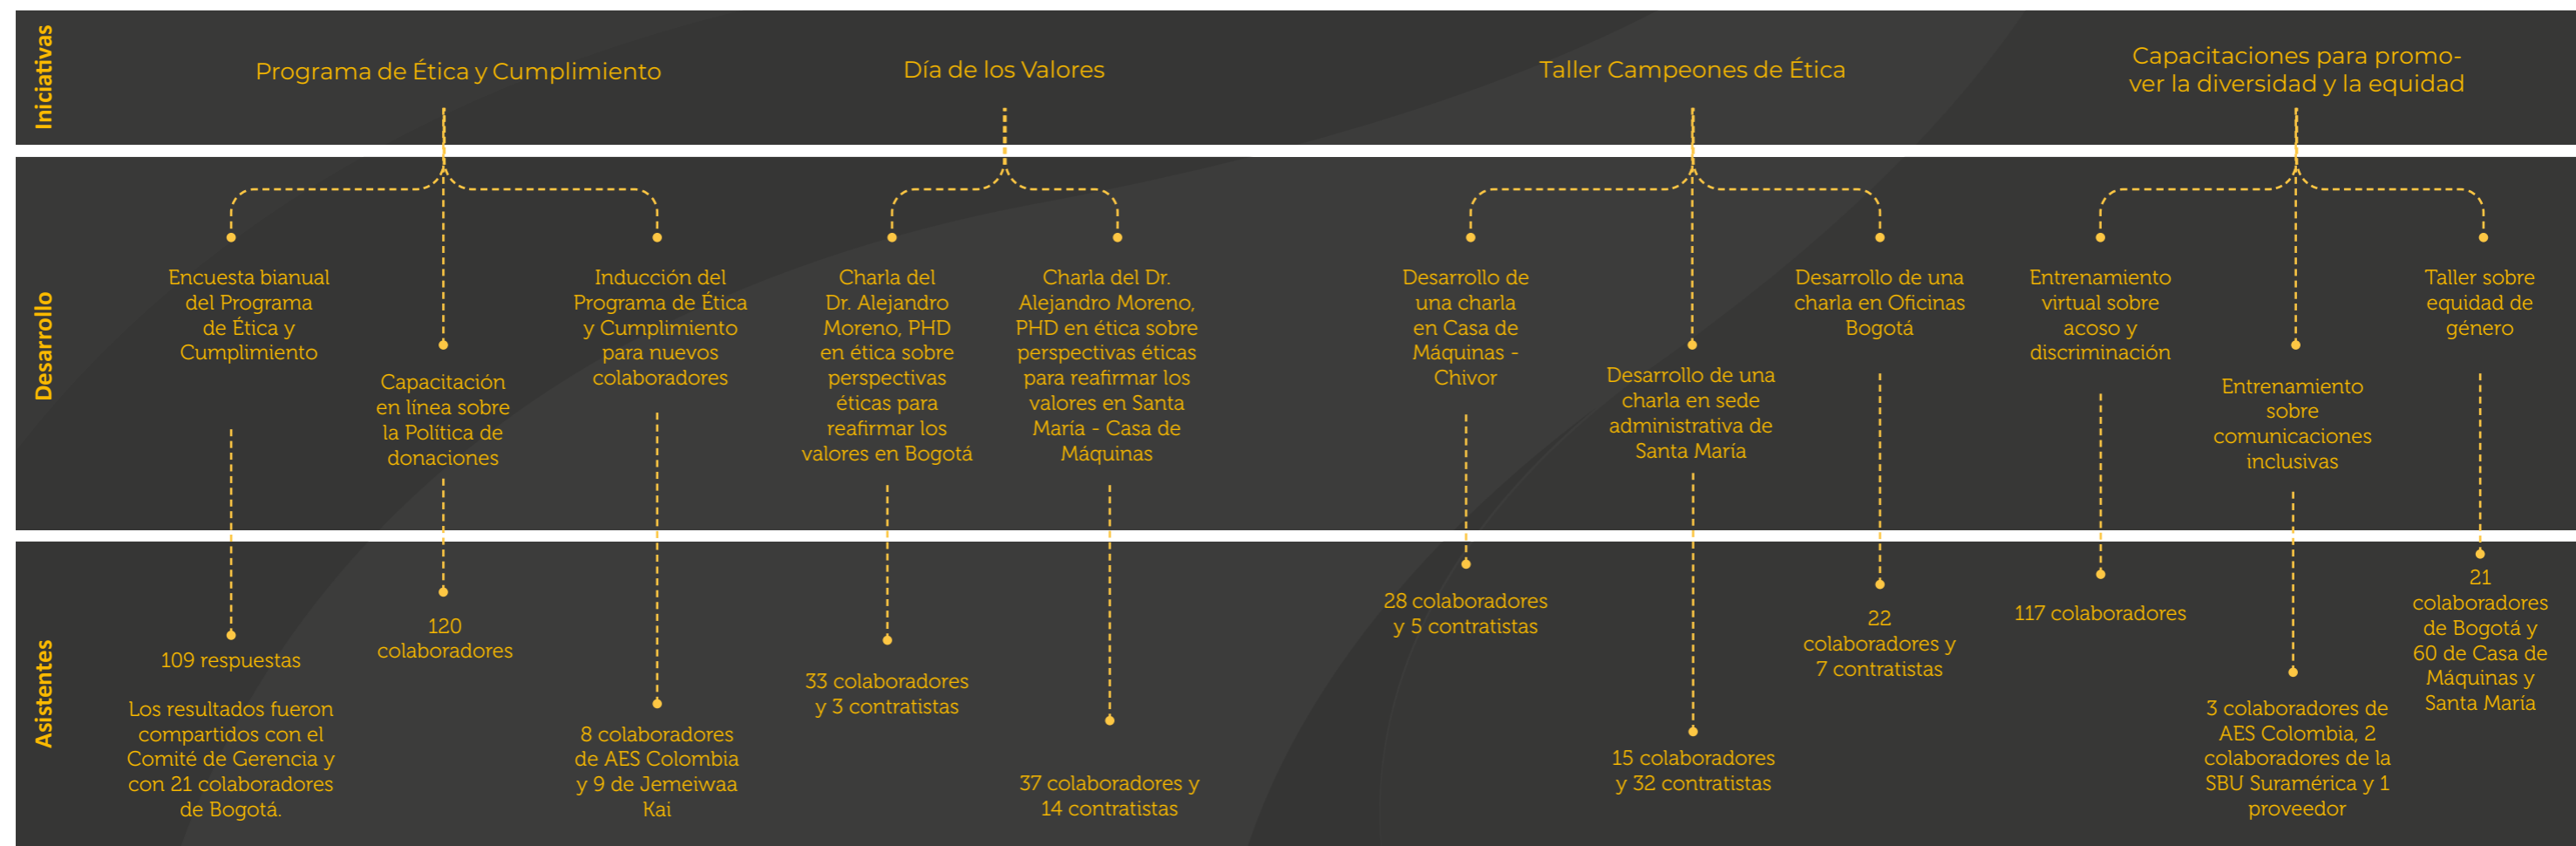 Iniciativas
Programa de Ética y Cumplimiento
Día de los Valores
Taller Campeones de Ética
Capacitaciones para promo-
ver la diversidad y la equidad
Desarrollo
Encuesta bianual
del Programa
de Ética y
Cumplimiento
Capacitación
en línea sobre
la Política de
donaciones
Inducción del
Programa de Ética
y Cumplimiento
para nuevos
colaboradores
Charla del
Dr. Alejandro
Moreno, PHD
en ética sobre
perspectivas
éticas para
reafirmar los
valores en Bogotá
Charla del Dr.
Alejandro Moreno,
PHD en ética sobre
perspectivas éticas
para reafirmar los
valores en Santa
María - Casa de
Máquinas
Desarrollo de
una charla
en Casa de
Máquinas -
Chivor
Desarrollo de una
charla en sede
administrativa de
Santa María
Desarrollo de una
charla en Oficinas
Bogotá
Entrenamiento
virtual sobre
acoso y
discriminación
Entrenamiento
sobre
comunicaciones
inclusivas
Taller sobre
equidad de
género
Asistentes
109 respuestas
Los resultados fueron
compartidos con el
Comité de Gerencia y
con 21 colaboradores
de Bogotá.
120
colaboradores
8 colaboradores
de AES Colombia
y 9 de Jemeiwaa
Kai
33 colaboradores
y 3 contratistas
37 colaboradores y
14 contratistas
28 colaboradores
y 5 contratistas
15 colaboradores
y 32 contratistas
22
colaboradores y
7 contratistas
117 colaboradores
3 colaboradores de
AES Colombia, 2
colaboradores de la
SBU Suramérica y 1
proveedor
21
colaboradores
de Bogotá y
60 de Casa de
Máquinas y
Santa María